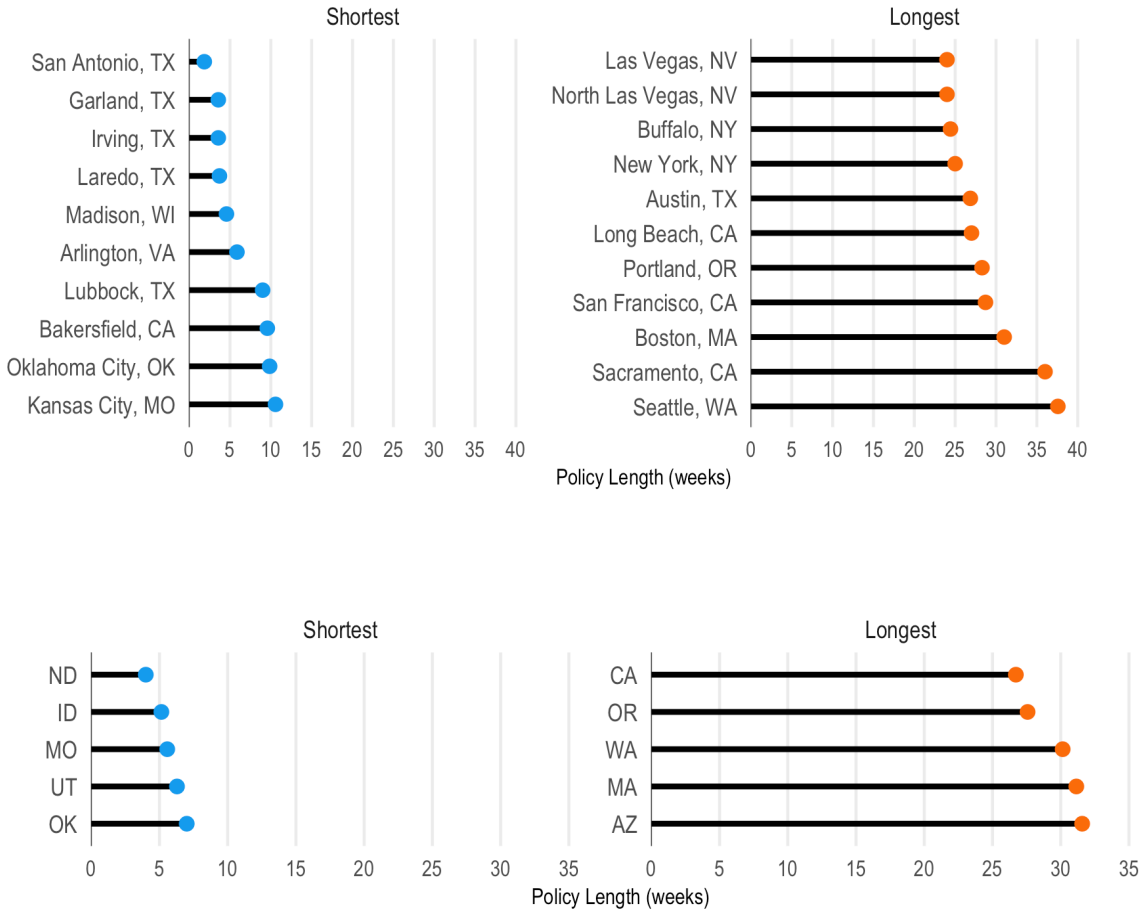 Shortest
San Antonio, TX
Garland, TX
Irving, TX
Laredo, TX
Madison, WI
Arlington, VA
Lubbock, TX
Bakersfield, CA
Oklahoma City, OK
Kansas City, MO
0 5 10 15 20 25 30 35 40
Longest
Las Vegas, NV
North Las Vegas, NV
Buffalo, NY
New York, NY
Austin, TX
Long Beach, CA
Portland, OR
San Francisco, CA
Boston, MA
Sacramento, CA
Seattle, WA
0 5 10 15 20 25 30 35 40
Policy Length (weeks)
Shortest
ND
ID
MO
UT
OK
0 5 10 15 20 25 30 35
Longest
CA
OR
WA
MA
AZ
0 5 10 15 20 25 30 35
Policy Length (weeks)